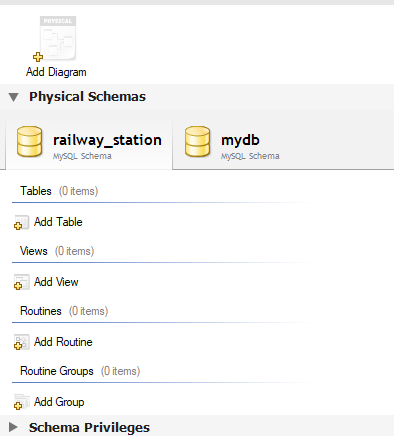 PHYSICAL
Add Diagram
Physical Schemas
railway_station mydb
MySQL Schema MySQL Schema
Tables (0 items)
Add Table
Views (0 items)
Add View
Routines (0 items)
Add Routine
Routine Groups (0 items)
Add Group
Schema Privileges